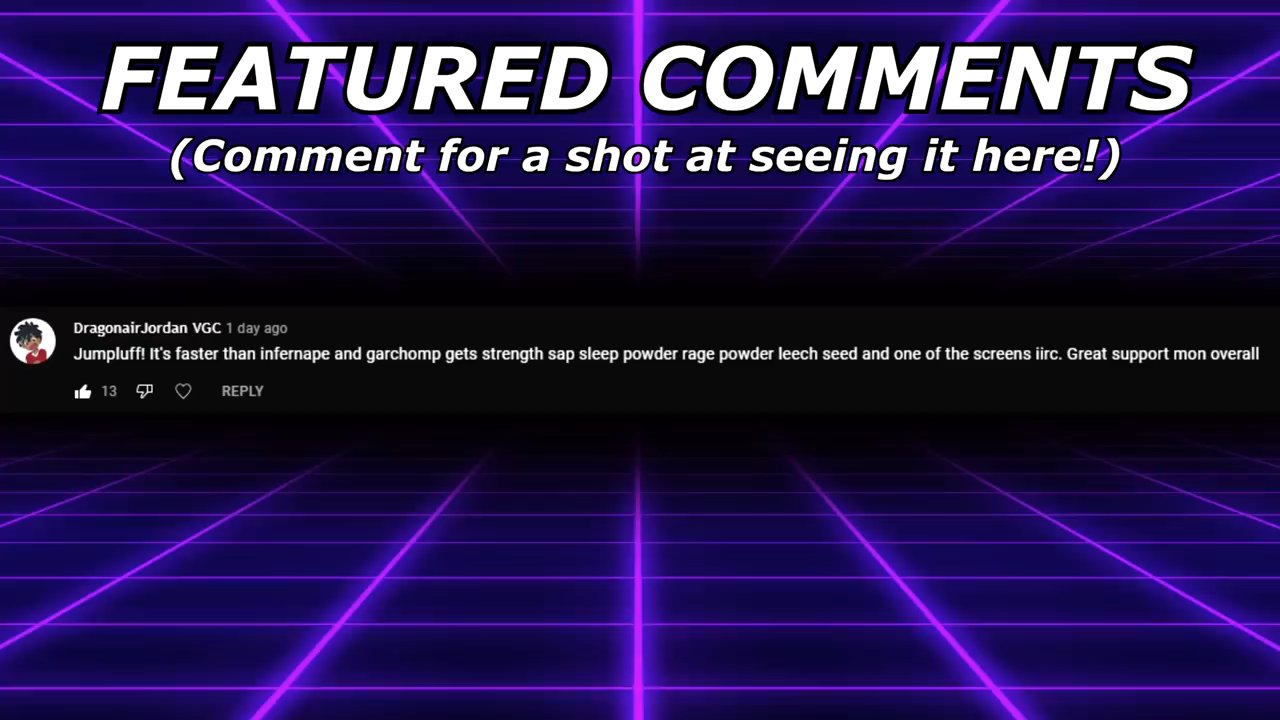 FEATURED COMMENTS
(Comment for a shot at seeing it here!)
DragonairJordan VGC 1 day ago
Jumpluff! It's faster than infernape and garchomp gets strength sap sleep powder rage powder leech seed and one of the screens iirc. Great support mon overall
13 REPLY